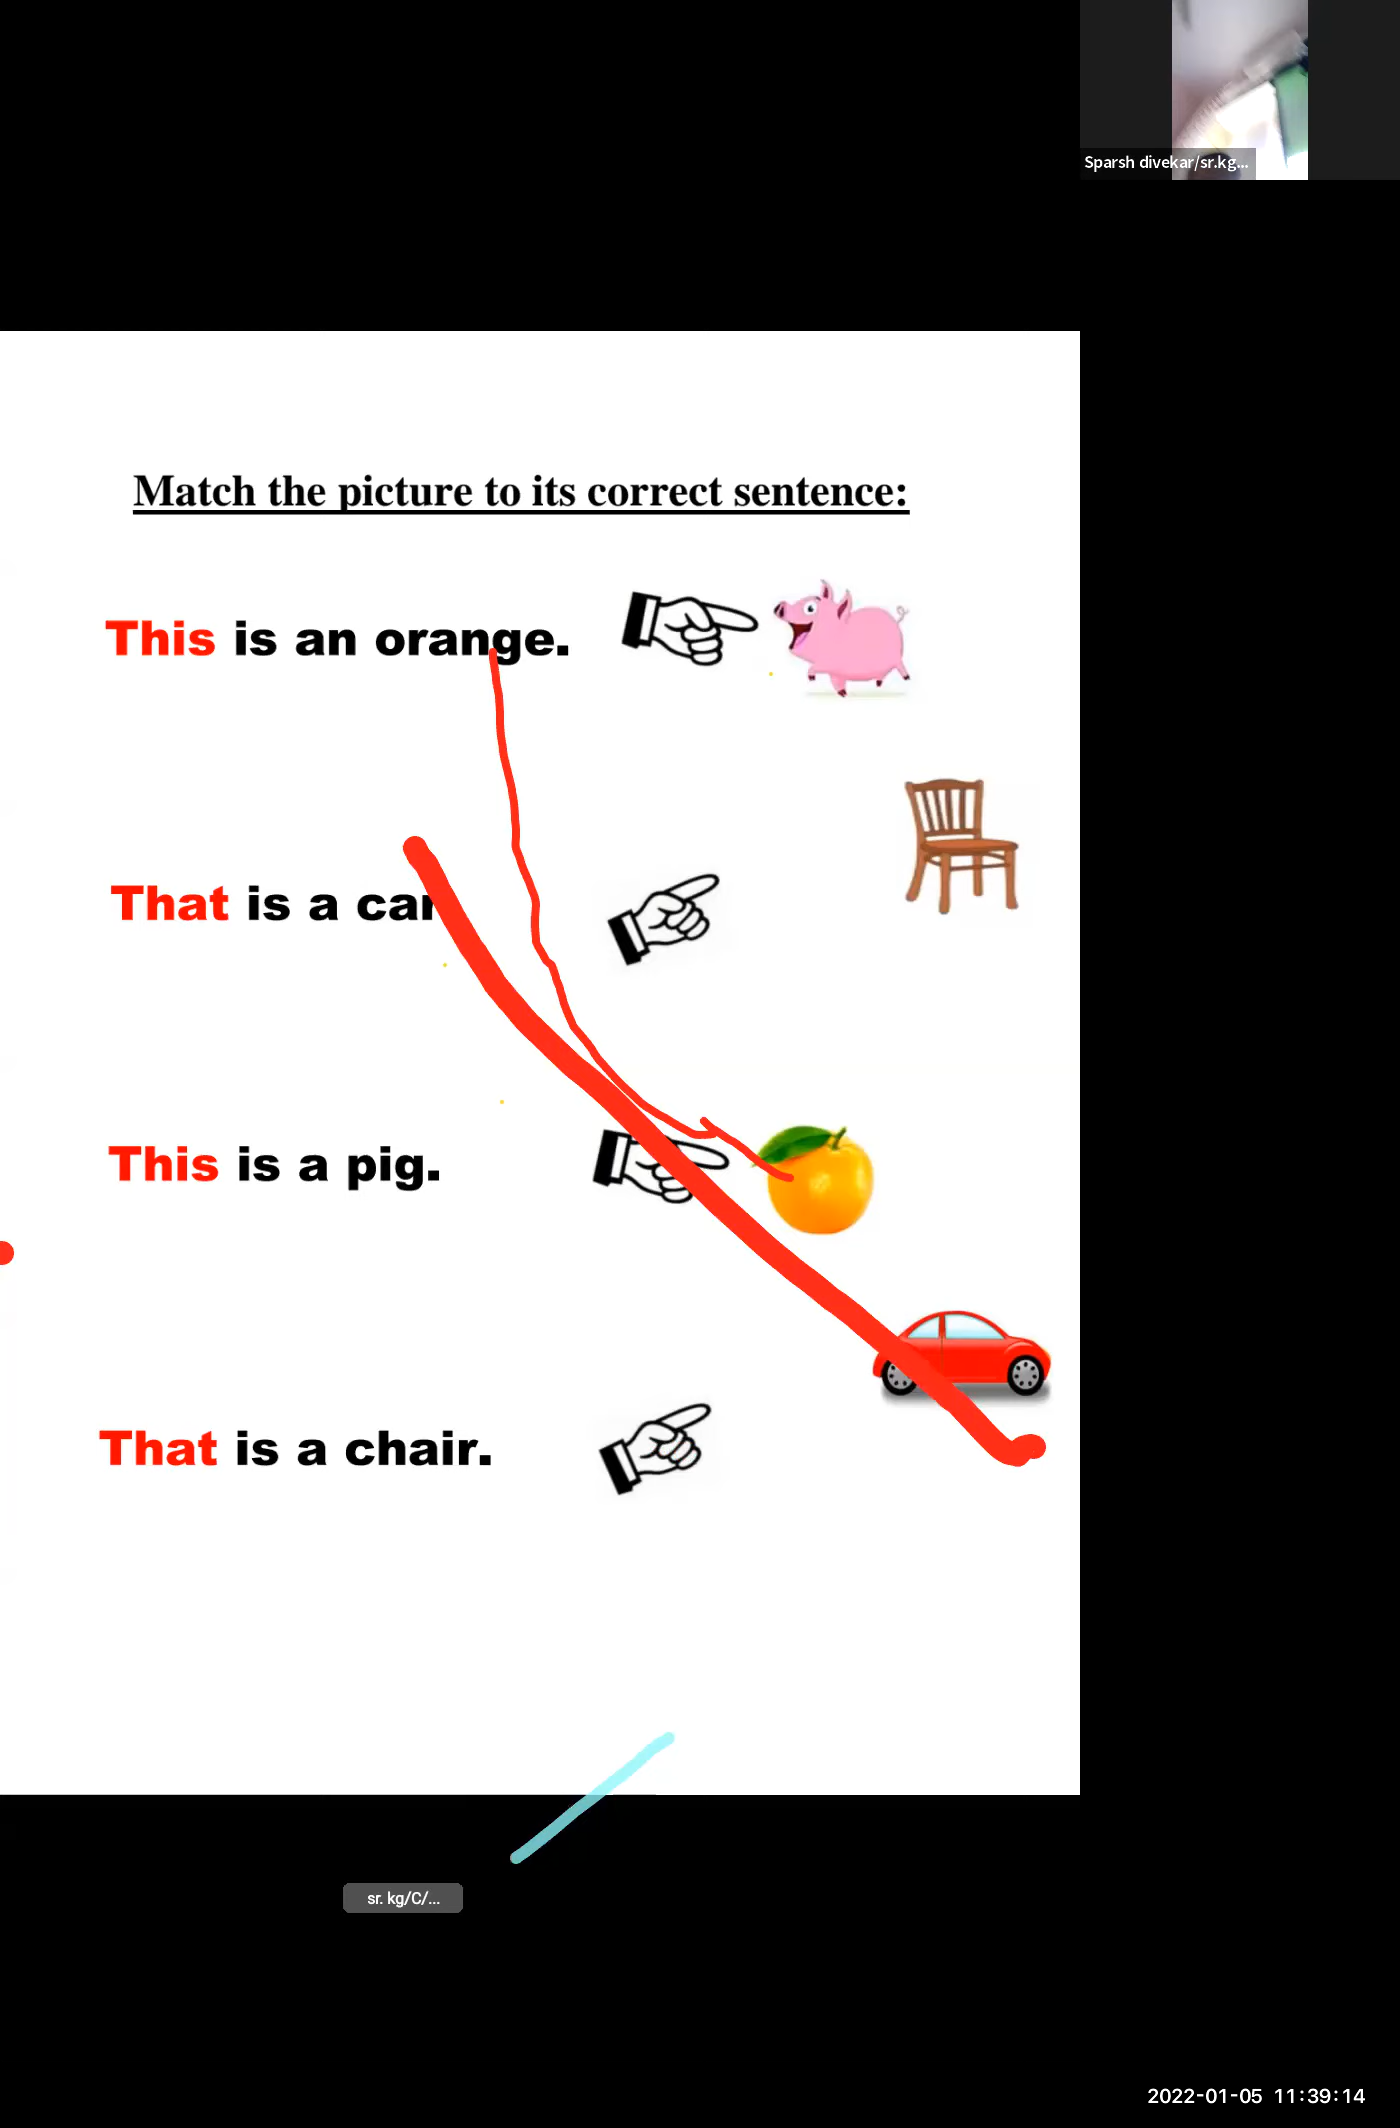 Sparsh divekar/sr.kg...
Match the picture to its correct sentence:
This is an orange.
That is a car
This is a pig.
That is a chair.
sr. kg/C/...
2022-01-05 11:39:14